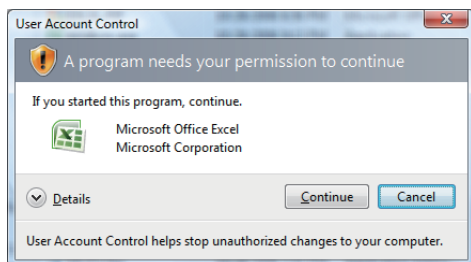 User Account Control
A program needs your permission to continue
If you started this program, continue.
Microsoft Office Excel
Microsoft Corporation
Details
Continue
Cancel
User Account Control helps stop unauthorized changes to your computer.